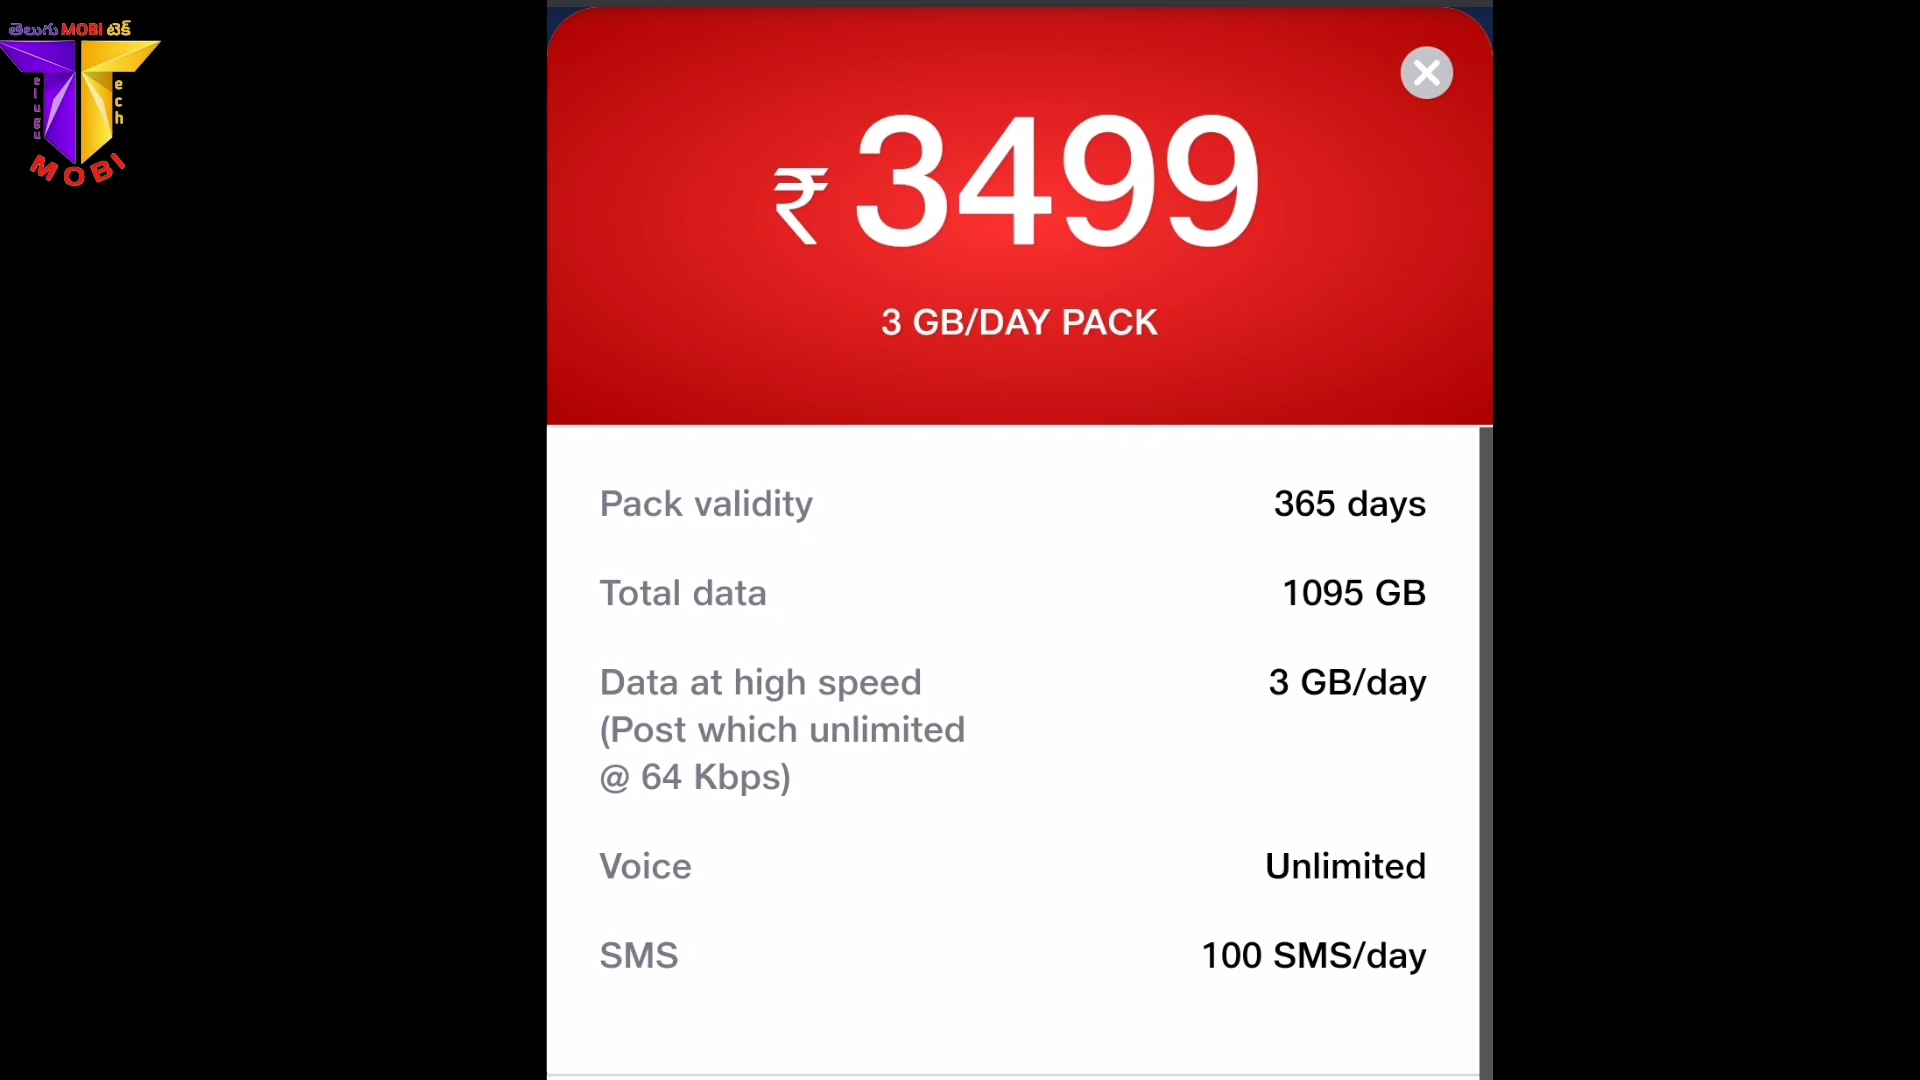 తెలుగు MOBI టెక్
elugu
ech
MOBI
₹ 3499
3 GB/DAY PACK
Pack validity 365 days
Total data 1095 GB
Data at high speed 3 GB/day
(Post which unlimited
@ 64 Kbps)
Voice Unlimited
SMS 100 SMS/day